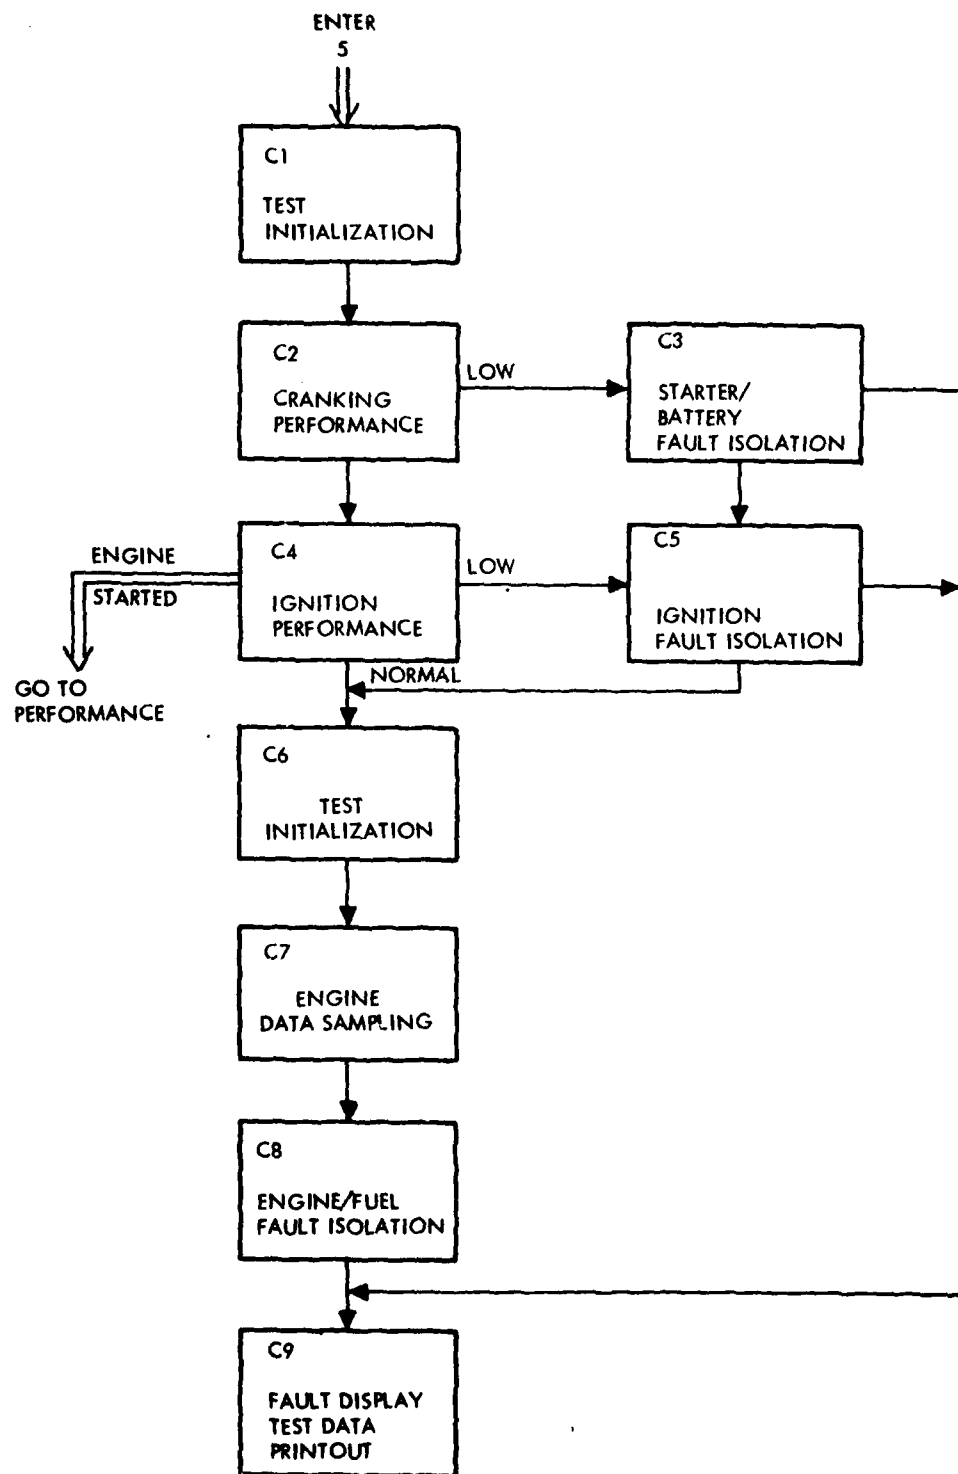 ENTER
5
C1
TEST
INITIALIZATION
C2
CRANKING
PERFORMANCE
LOW
C3
STARTER/
BATTERY
FAULT ISOLATION
ENGINE
STARTED
GO TO
PERFORMANCE
C4
IGNITION
PERFORMANCE
LOW
C5
IGNITION
FAULT ISOLATION
NORMAL
C6
TEST
INITIALIZATION
C7
ENGINE
DATA SAMPLING
C8
ENGINE/FUEL
FAULT ISOLATION
C9
FAULT DISPLAY
TEST DATA
PRINTOUT